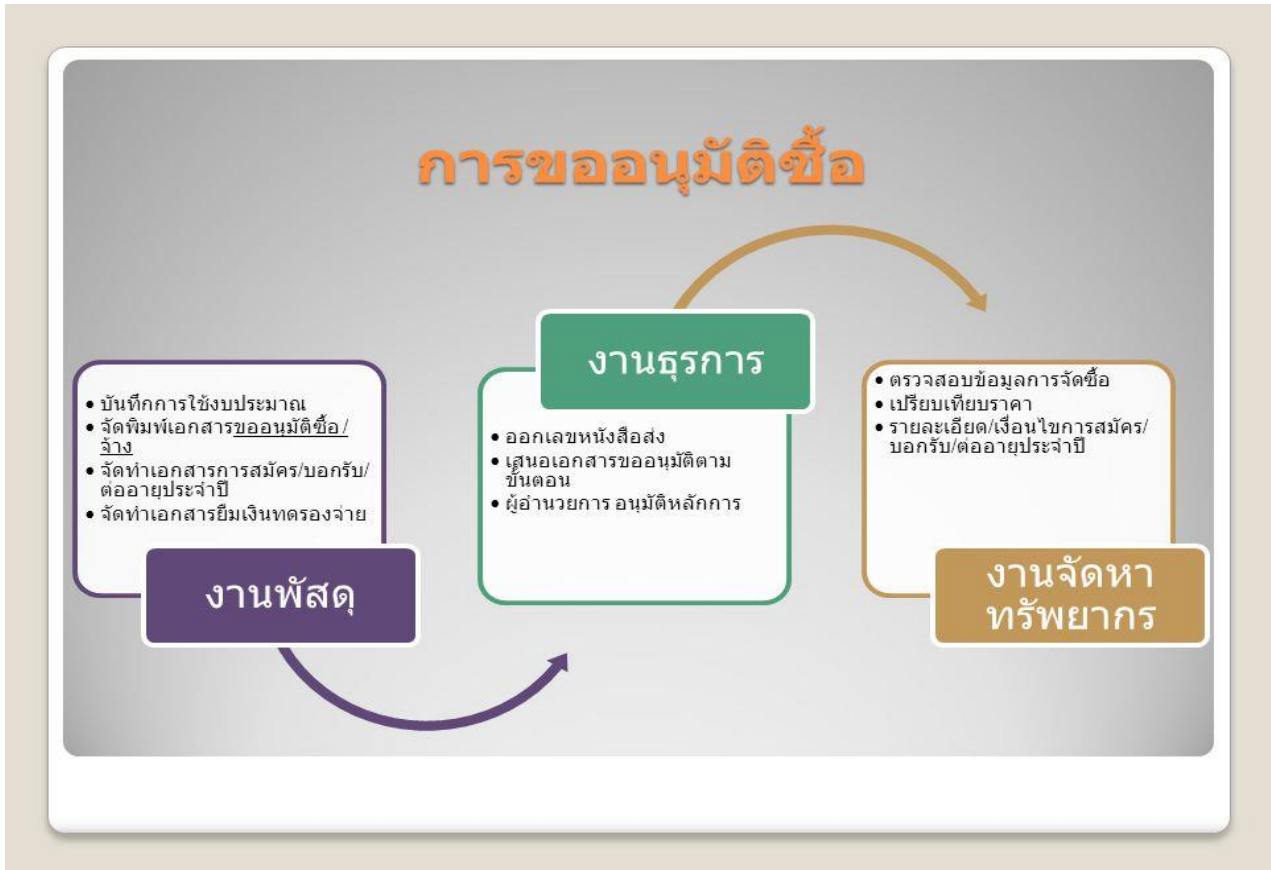 การขออนุมัติซื้อ
• บันทึกการใช้งบประมาณ
• จัดพิมพ์เอกสารขออนุมัติซื้อ/
จ้าง
• จัดทำเอกสารการสมัคร/บอกรับ/
ต่ออายุประจำปี
• จัดทำเอกสารยืมเงินทดรองจ่าย
งานพัสดุ
งานธุรการ
• ออกเลขหนังสือส่ง
• เสนอเอกสารขออนุมัติตาม
ขั้นตอน
• ผู้อำนวยการ อนุมัติหลักการ
• ตรวจสอบข้อมูลการจัดซื้อ
• เปรียบเทียบราคา
• รายละเอียด/เงื่อนไขการสมัคร/
บอกรับ/ต่ออายุประจำปี
งานจัดหา
ทรัพยากร